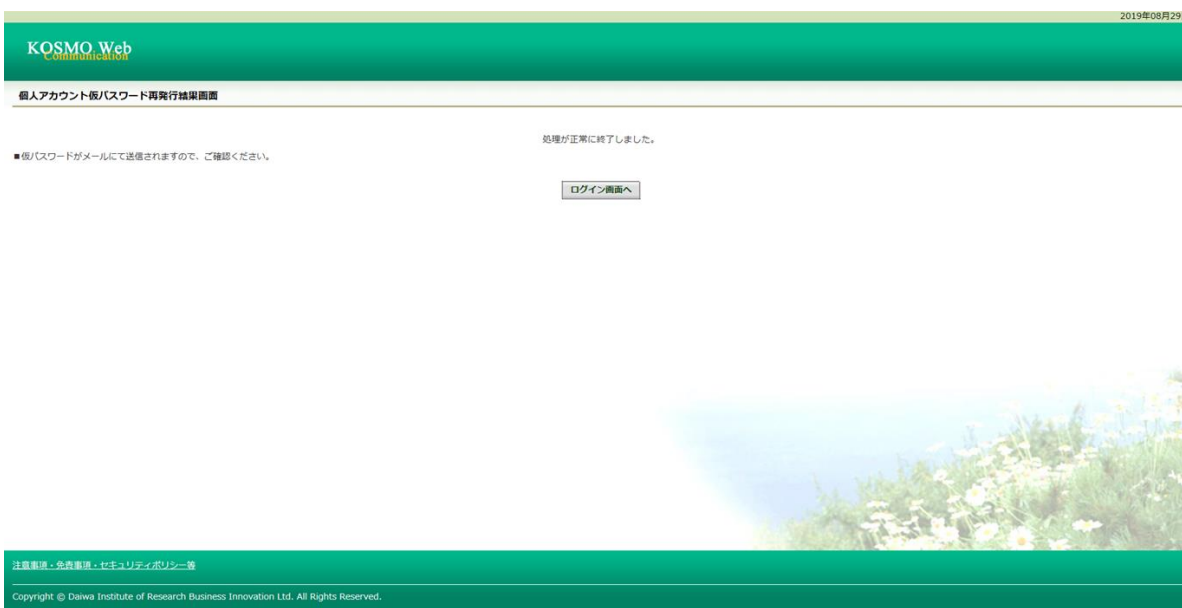 2019年08月29
KOSMO Web
Communication
個人アカウント仮パスワード再発行結果画面
処理が正常に終了しました。
■仮パスワードがメールにて送信されますので、ご確認ください。
ログイン画面へ
注意事項・免責事項・セキュリティポリシー等
Copyright © Daiwa Institute of Research Business Innovation Ltd. All Rights Reserved.